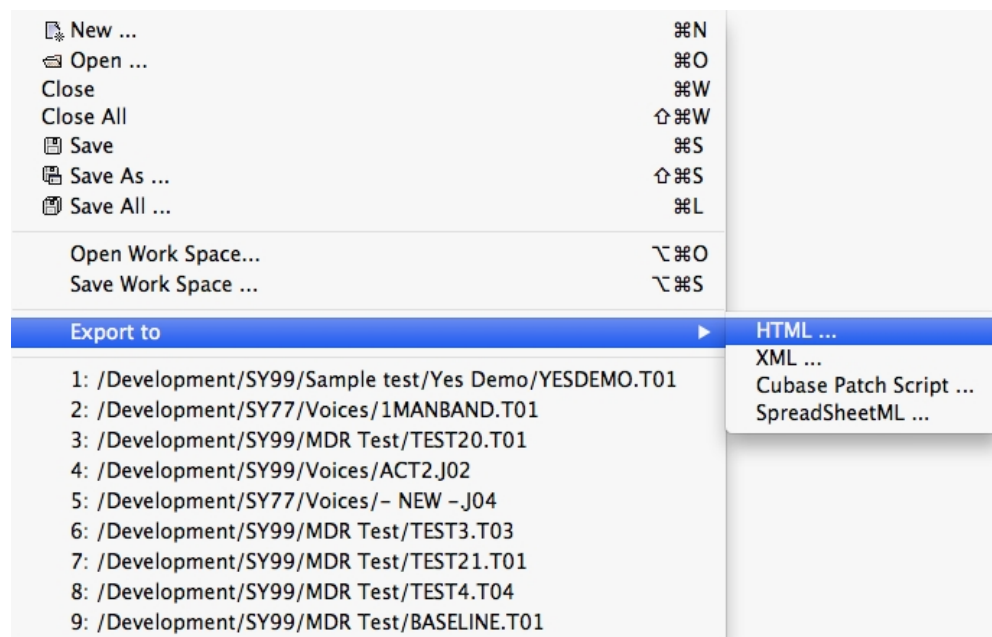 New ... ⌘N
Open ... ⌘O
Close ⌘W
Close All ⇧⌘W
Save ⌘S
Save As ... ⇧⌘S
Save All ... ⌘L
Open Work Space... ⌥⌘O
Save Work Space ... ⌥⌘S
Export to ▶
HTML ...
XML ...
Cubase Patch Script ...
SpreadSheetML ...
1: /Development/SY99/Sample test/Yes Demo/YESDEMO.T01
2: /Development/SY77/Voices/1MANBAND.T01
3: /Development/SY99/MDR Test/TEST20.T01
4: /Development/SY99/Voices/ACT2.J02
5: /Development/SY77/Voices/– NEW –.J04
6: /Development/SY99/MDR Test/TEST3.T03
7: /Development/SY99/MDR Test/TEST21.T01
8: /Development/SY99/MDR Test/TEST4.T04
9: /Development/SY99/MDR Test/BASELINE.T01